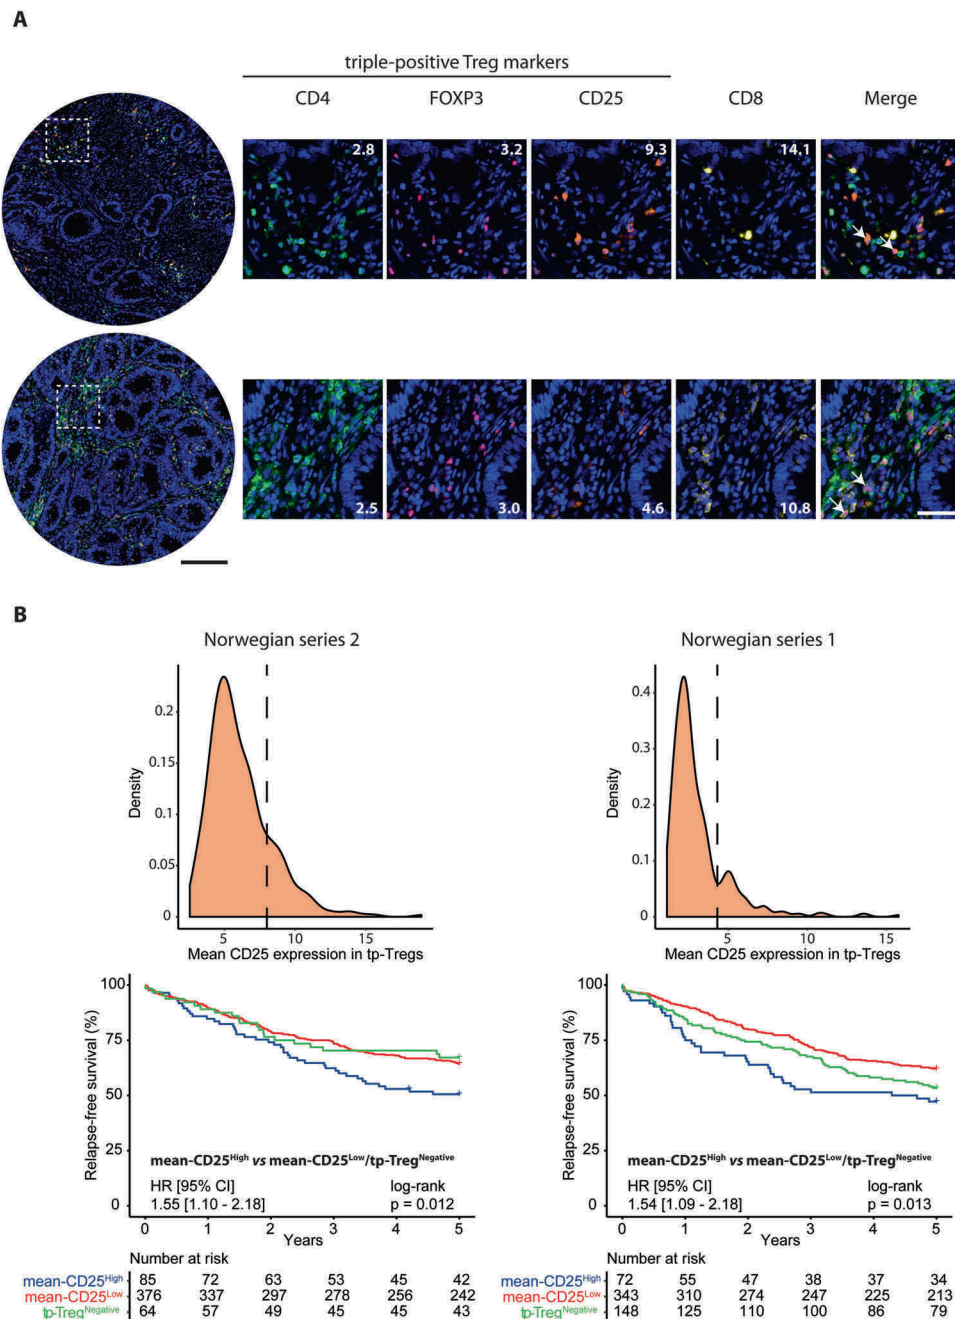 A
triple-positive Treg markers
CD4 FOXP3 CD25 CD8 Merge
2.8 3.2 9.3 14.1
2.5 3.0 4.6 10.8
B
Norwegian series 2
Density
0.2
0.15
0.1
0.05
0
5 10 15
Mean CD25 expression in tp-Tregs
Norwegian series 1
Density
0.4
0.3
0.2
0.1
0
5 10 15
Mean CD25 expression in tp-Tregs
Relapse-free survival (%)
100
75
50
25
0
mean-CD25High vs mean-CD25Low/tp-TregNegative
HR [95% CI] log-rank
1.55 [1.10 - 2.18] p = 0.012
0 1 2 3 4 5
Years
Number at risk
mean-CD25High 85 72 63 53 45 42
mean-CD25Low 376 337 297 278 256 242
tp-TregNegative 64 57 49 45 45 43
Relapse-free survival (%)
100
75
50
25
0
mean-CD25High vs mean-CD25Low/tp-TregNegative
HR [95% CI] log-rank
1.54 [1.09 - 2.18] p = 0.013
0 1 2 3 4 5
Years
Number at risk
mean-CD25High 72 55 47 38 37 34
mean-CD25Low 343 310 274 247 225 213
tp-TregNegative 148 125 110 100 86 79